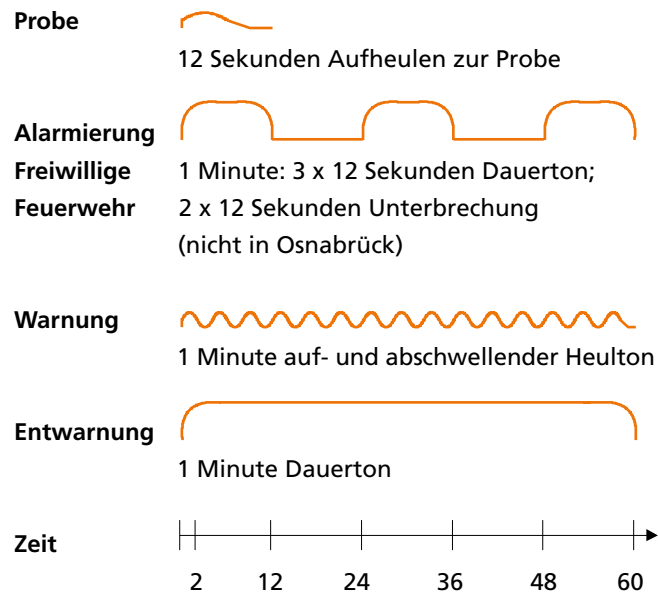 Probe
12 Sekunden Aufheulen zur Probe
Alarmierung
Freiwillige
Feuerwehr
1 Minute: 3 x 12 Sekunden Dauerton;
2 x 12 Sekunden Unterbrechung
(nicht in Osnabrück)
Warnung
1 Minute auf- und abschwellender Heulton
Entwarnung
1 Minute Dauerton
Zeit
2 12 24 36 48 60